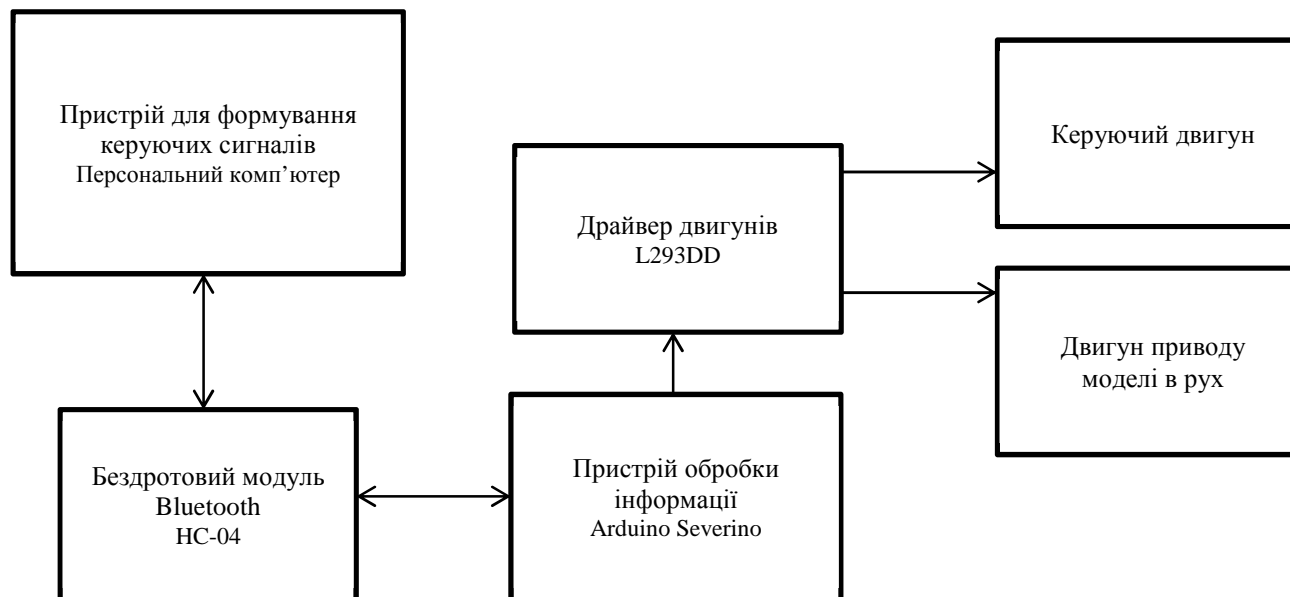 Пристрій для формування
керуючих сигналів
Персональний комп’ютер
Керуючий двигун
Драйвер двигунів
L293DD
Двигун приводу
моделі в рух
Бездротовий модуль
Bluetooth
HC-04
Пристрій обробки
інформації
Arduino Severino